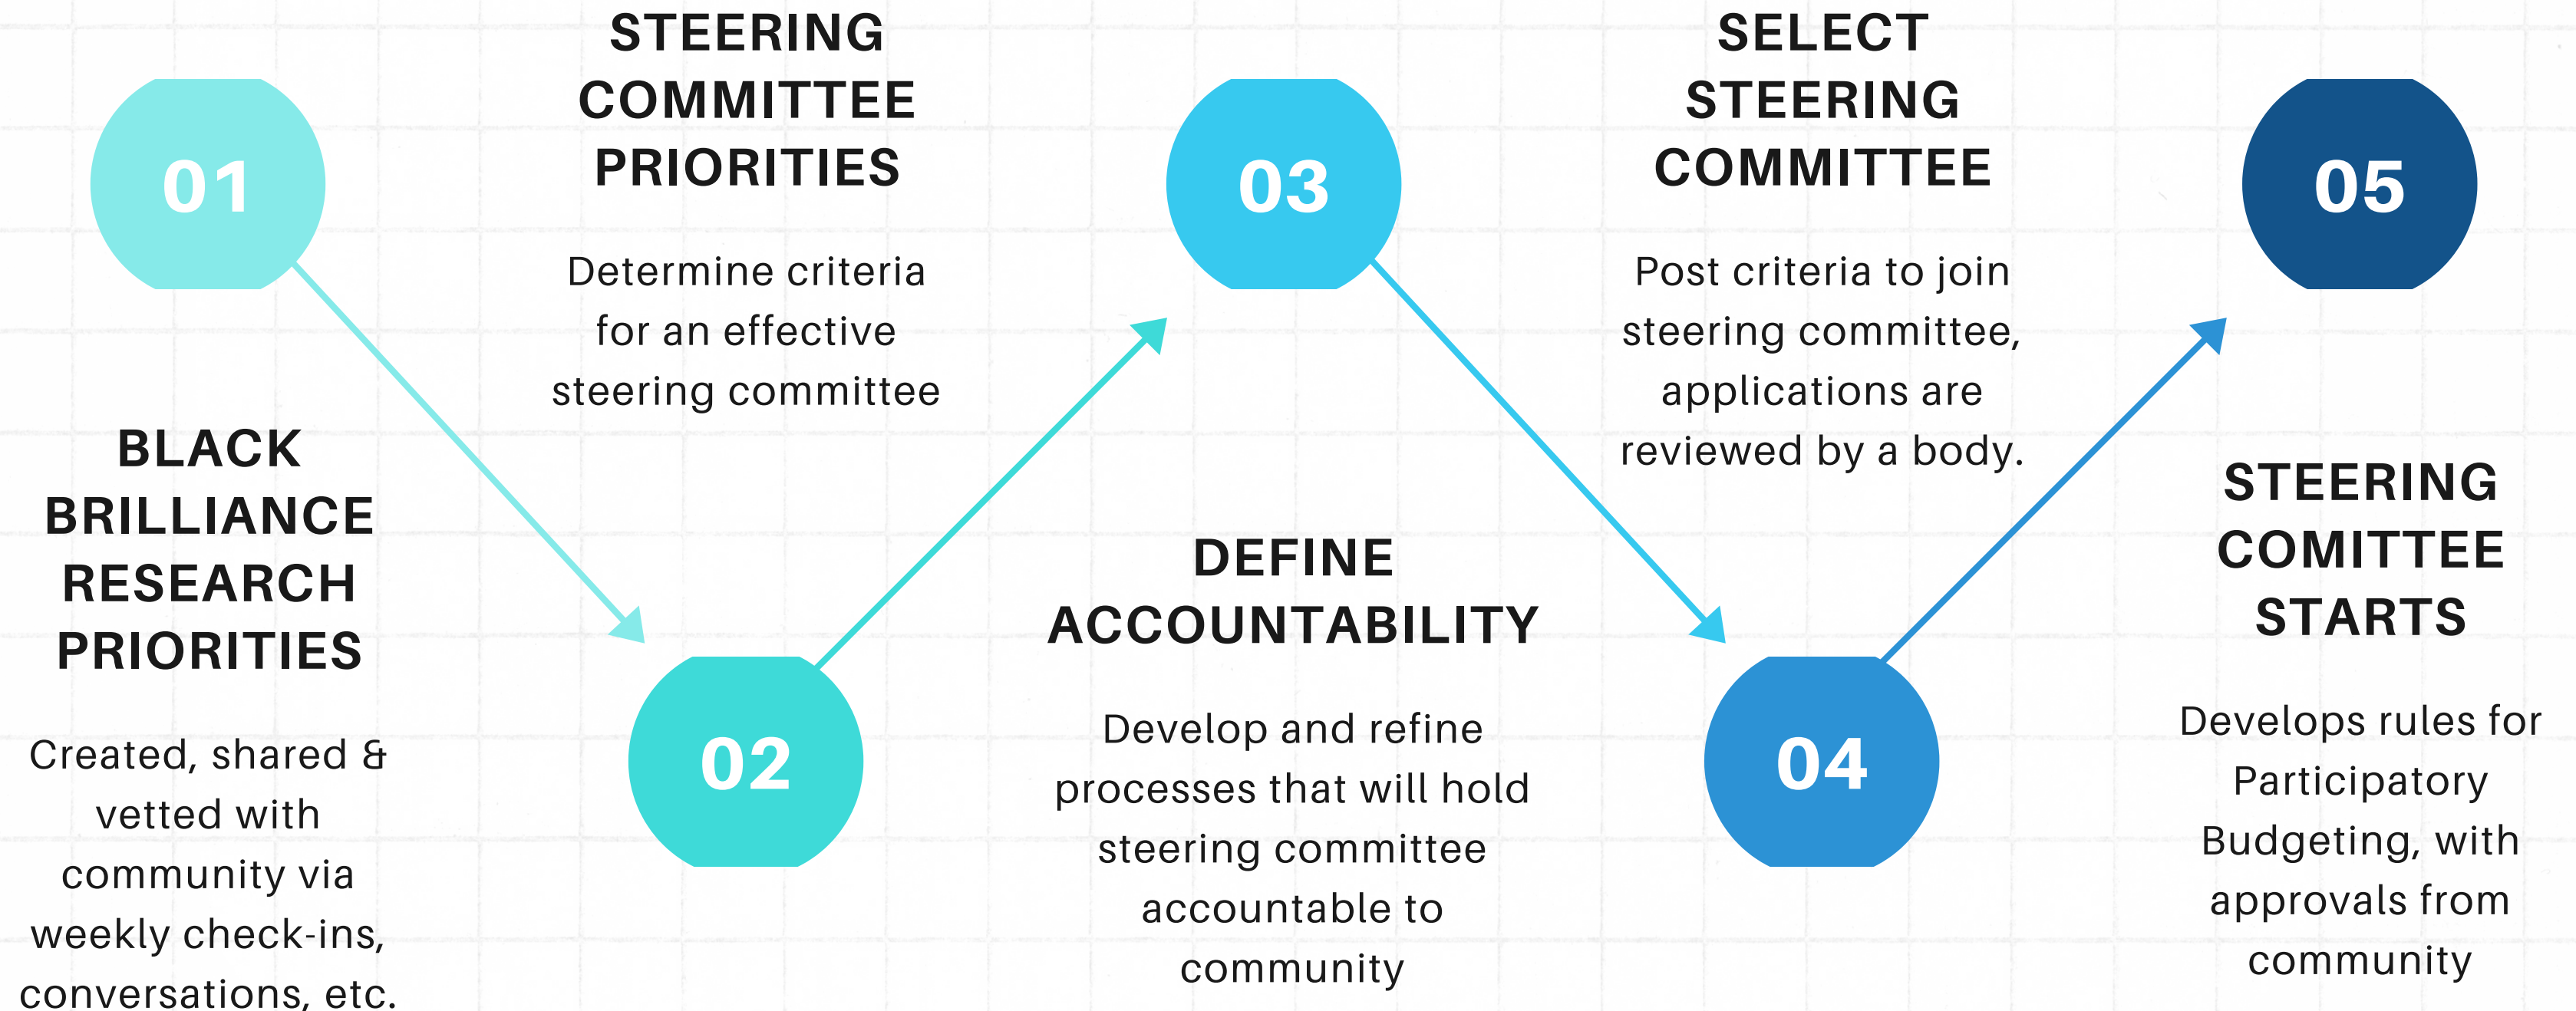 01
BLACK
BRILLIANCE
RESEARCH
PRIORITIES
Created, shared &
vetted with
community via
weekly check-ins,
conversations, etc.
STEERING
COMMITTEE
PRIORITIES
Determine criteria
for an effective
steering committee
02
03
DEFINE
ACCOUNTABILITY
Develop and refine
processes that will hold
steering committee
accountable to
community
SELECT
STEERING
COMMITTEE
Post criteria to join
steering committee,
applications are
reviewed by a body.
04
05
STEERING
COMITTEE
STARTS
Develops rules for
Participatory
Budgeting, with
approvals from
community